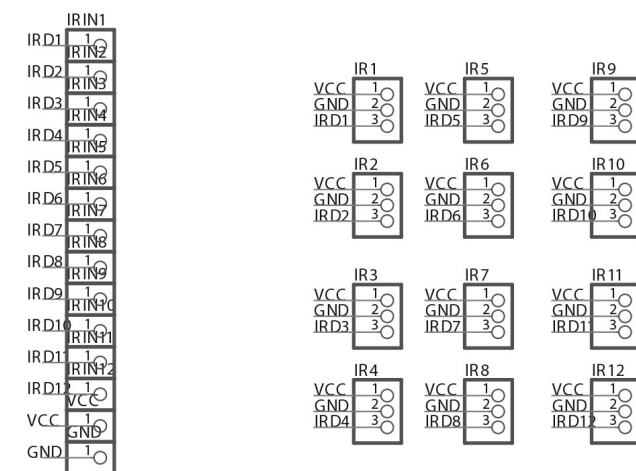 IRIN1
IRD1 1
IRIN2
IRD2 1
IRIN3
IRD3 1
IRIN4
IRD4 1
IRIN5
IRD5 1
IRIN6
IRD6 1
IRIN7
IRD7 1
IRIN8
IRD8 1
IRIN9
IRD9 1
IRIN10
IRD10 1
IRIN11
IRD11 1
IRIN12
IRD12 1
VCC
VCC 1
GND
GND 1
IR1
VCC 1
GND 2
IRD1 3
IR5
VCC 1
GND 2
IRD5 3
IR9
VCC 1
GND 2
IRD9 3
IR2
VCC 1
GND 2
IRD2 3
IR6
VCC 1
GND 2
IRD6 3
IR10
VCC 1
GND 2
IRD10 3
IR3
VCC 1
GND 2
IRD3 3
IR7
VCC 1
GND 2
IRD7 3
IR11
VCC 1
GND 2
IRD11 3
IR4
VCC 1
GND 2
IRD4 3
IR8
VCC 1
GND 2
IRD8 3
IR12
VCC 1
GND 2
IRD12 3